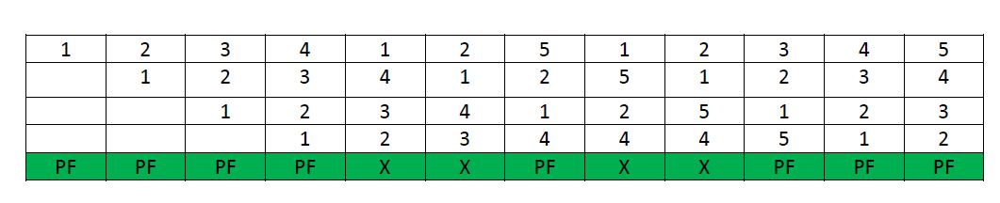 1 2 3 4 1 2 5 1 2 3 4 5
1 2 3 4 1 2 5 1 2 3 4
1 2 3 4 1 2 5 1 2 3
1 2 3 4 4 4 5 1 2
PF PF PF PF X X PF X X PF PF PF